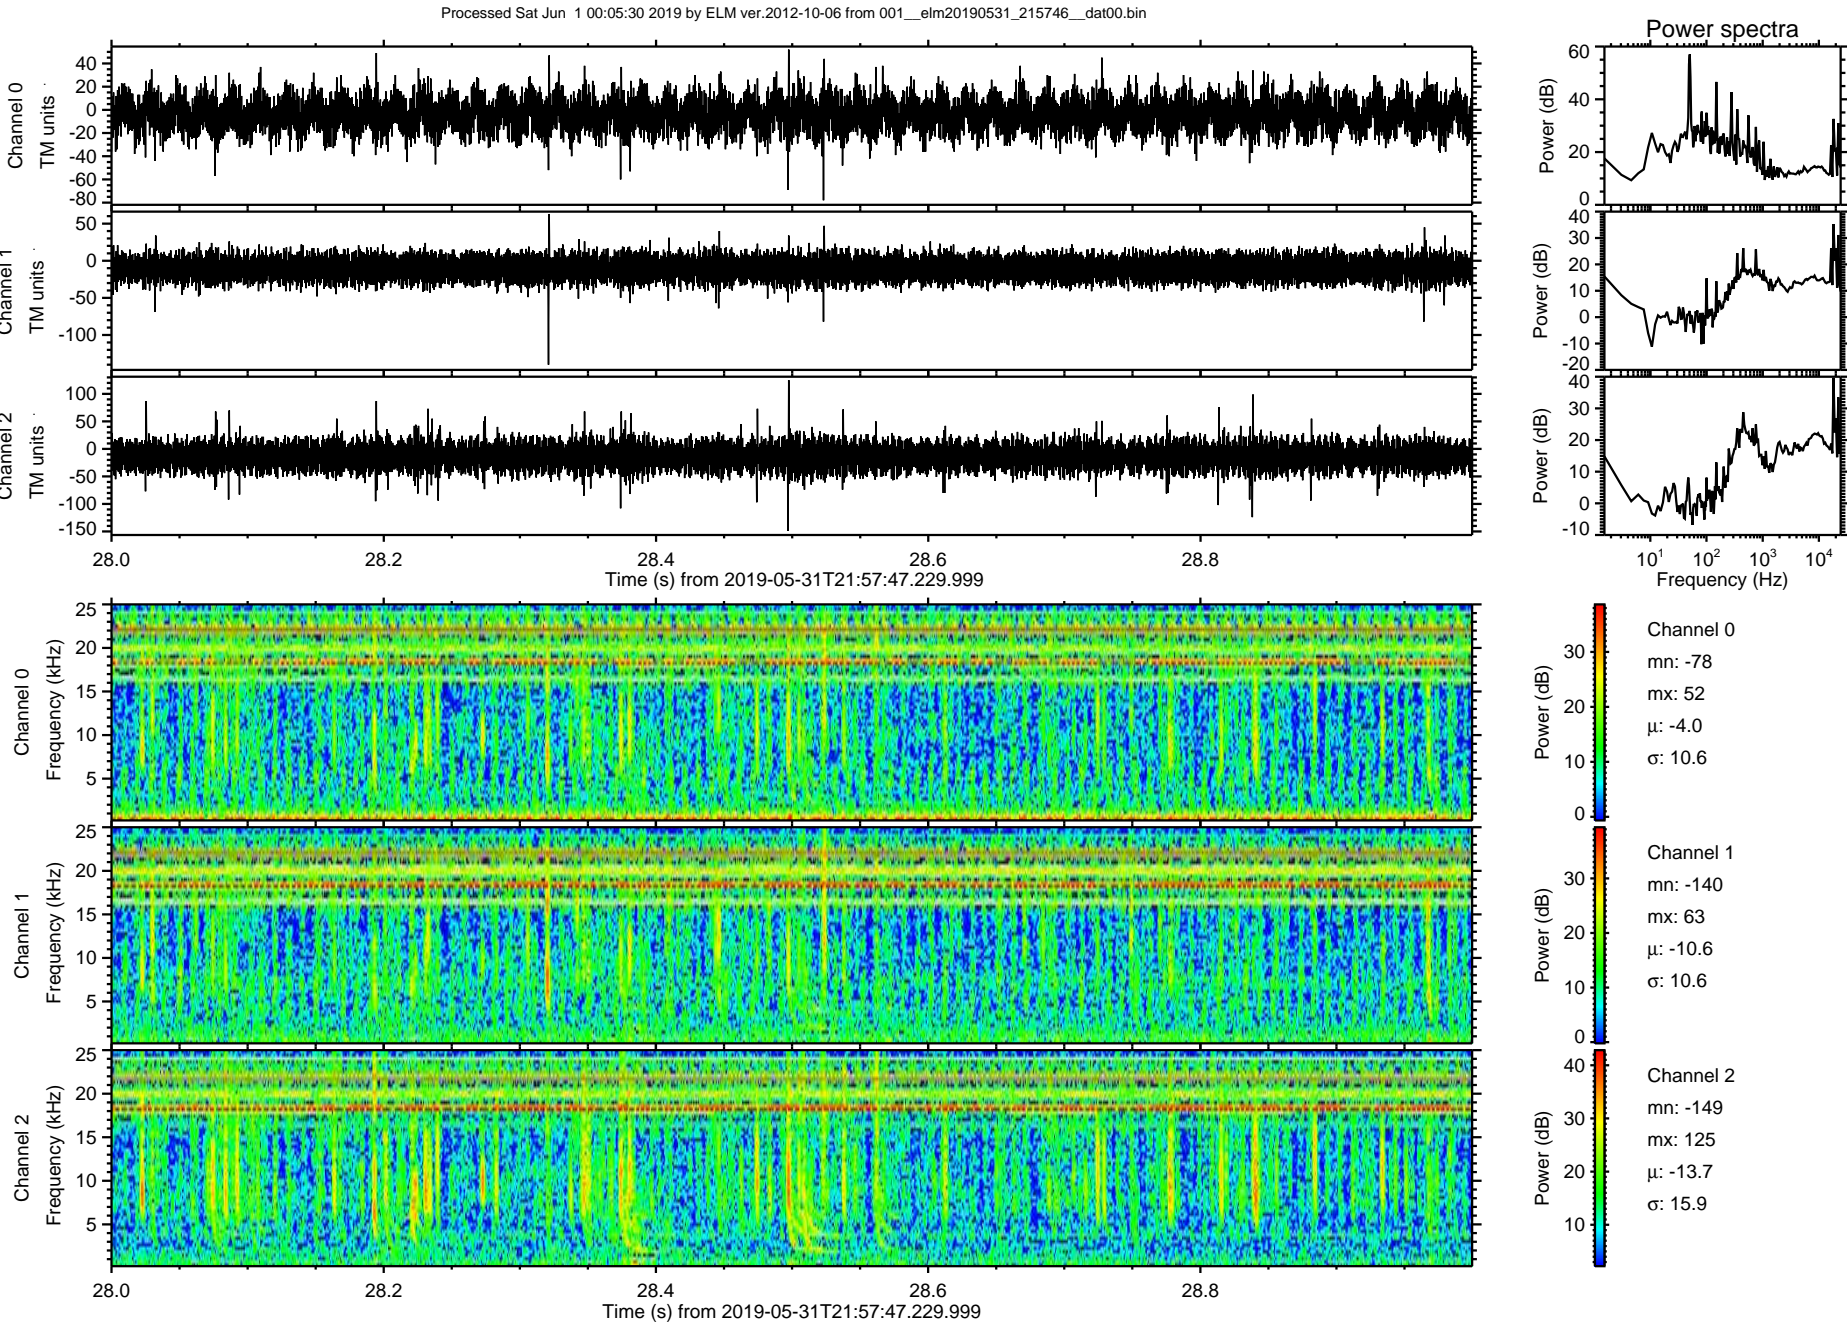 Processed Sat Jun  1 00:05:30 2019 by ELM ver.2012-10-06 from 001__elm20190531_215746__dat00.bin
Power spectra
Channel 0
TM units
40
20
0
-20
-40
-60
-80
Power (dB)
60
40
20
0
Channel 1
TM units
50
0
-50
-100
Power (dB)
40
30
20
10
0
-10
-20
Channel 2
TM units
100
50
0
-50
-100
-150
Power (dB)
40
30
20
10
0
-10
28.0 28.2 28.4 28.6 28.8
Time (s) from 2019-05-31T21:57:47.229.999
10¹ 10² 10³ 10⁴
Frequency (Hz)
Channel 0
Frequency (kHz)
25
20
15
10
5
Power (dB)
30
20
10
0
Channel 0
mn: -78
mx: 52
μ: -4.0
σ: 10.6
Channel 1
Frequency (kHz)
25
20
15
10
5
Power (dB)
30
20
10
0
Channel 1
mn: -140
mx: 63
μ: -10.6
σ: 10.6
Channel 2
Frequency (kHz)
25
20
15
10
5
Power (dB)
40
30
20
10
Channel 2
mn: -149
mx: 125
μ: -13.7
σ: 15.9
28.0 28.2 28.4 28.6 28.8
Time (s) from 2019-05-31T21:57:47.229.999